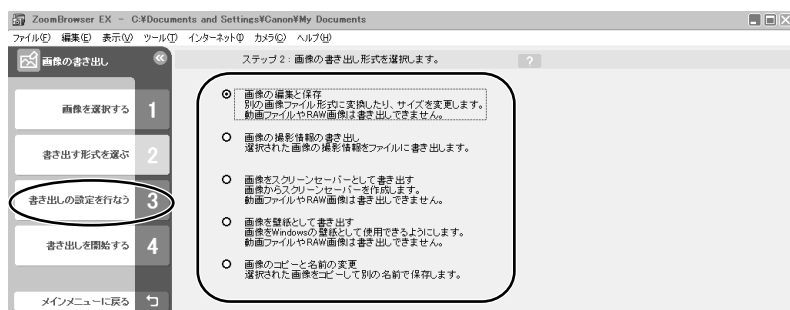 ZoomBrowser EX - C:¥Documents and Settings¥Canon¥My Documents
ファイル(F) 編集(E) 表示(V) ツール(T) インターネット(I) カメラ(C) ヘルプ(H)
画像の書き出し
ステップ2：画像の書き出し形式を選択します。
?
画像を選択する 1
書き出す形式を選ぶ 2
書き出しの設定を行なう 3
書き出しを開始する 4
メインメニューに戻る
画像の編集と保存
別の画像ファイル形式に変換したり、サイズを変更します。
動画ファイルやRAW画像は書き出しできません。
画像の撮影情報の書き出し
選択された画像の撮影情報をファイルに書き出します。
画像をスクリーンセーバーとして書き出す
画像からスクリーンセーバーを作成します。
動画ファイルやRAW画像は書き出しできません。
画像を壁紙として書き出す
画像をWindowsの壁紙として使用できるようにします。
動画ファイルやRAW画像は書き出しできません。
画像のコピーと名前の変更
選択された画像をコピーして別の名前で保存します。